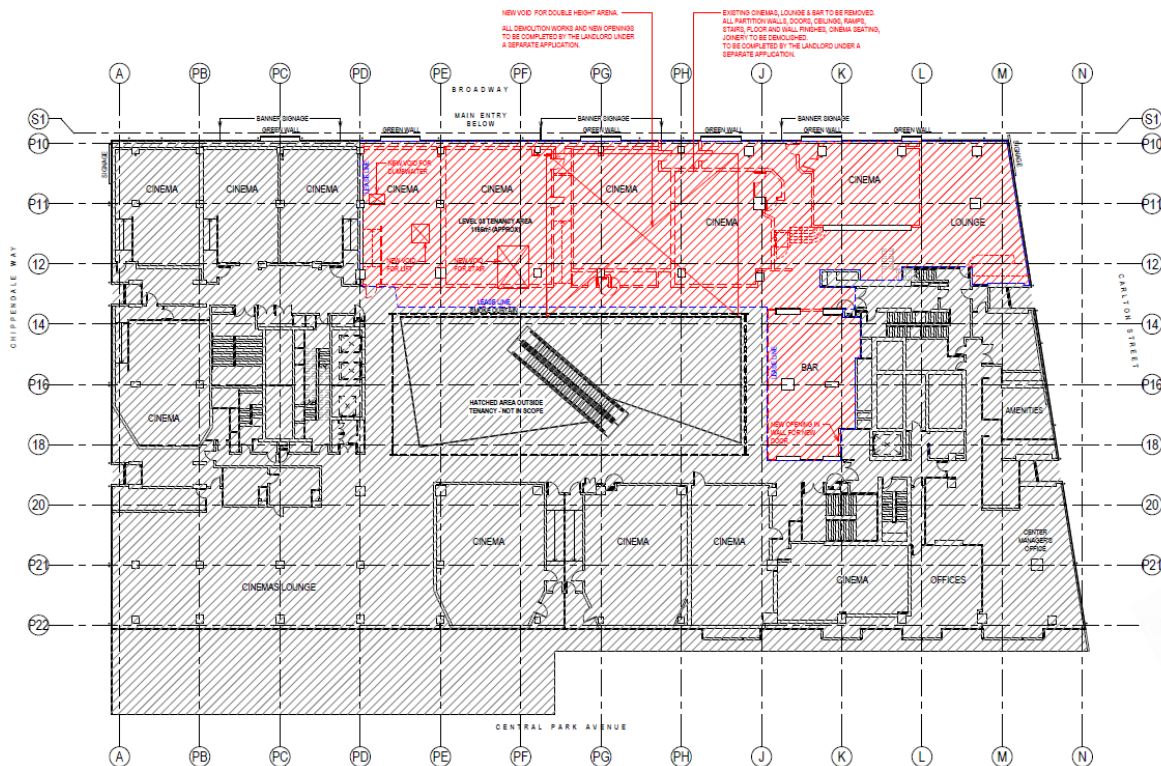 NEW VOID FOR DOUBLE HEIGHT ARENA.
ALL DEMOLITION WORKS AND NEW OPENINGS
TO BE COMPLETED BY THE LANDLORD UNDER
A SEPARATE APPLICATION.
EXISTING CINEMAS, LOUNGE & BAR TO BE REMOVED.
ALL PARTITION WALLS, DOORS, CEILINGS, RAMPS,
STAIRS, FLOOR AND WALL FINISHES, CINEMA SEATING,
JOINERY TO BE DEMOLISHED.
TO BE COMPLETED BY THE LANDLORD UNDER A
SEPARATE APPLICATION.
A PB PC PD PE PF PG PH J K L M N
BROADWAY
MAIN ENTRY
BELOW
BANNER SIGNAGE BANNER SIGNAGE BANNER SIGNAGE
GREEN WALL GREEN WALL GREEN WALL GREEN WALL GREEN WALL GREEN WALL
S1 S1
P10 P10
SIGNAGE SIGNAGE
LEASE LINE
NEW VOID FOR
DUMBWAITER
CINEMA CINEMA CINEMA CINEMA CINEMA CINEMA CINEMA
P11 P11
LEVEL 03 TENANCY AREA
CINEMA LOUNGE
NEW VOID
FOR LIFT
NEW VOID
FOR STAIR
12 12
CHIPPENDALE WAY
CARLTON STREET
LEASE LINE
SMOKE CURTAIN
14 14
LEASE LINE
BAR
P16 P16
HATCHED AREA OUTSIDE
TENANCY - NOT IN SCOPE
AMENITIES
CINEMA
NEW OPENING IN
WALL FOR NEW
DOOR.
18 18
20 20
CINEMA CINEMA CINEMA
CENTER
MANAGER'S
OFFICE
P21 P21
CINEMAS LOUNGE
CINEMA OFFICES
P22 P22
CENTRAL PARK AVENUE
A PB PC PD PE PF PG PH J K L M N